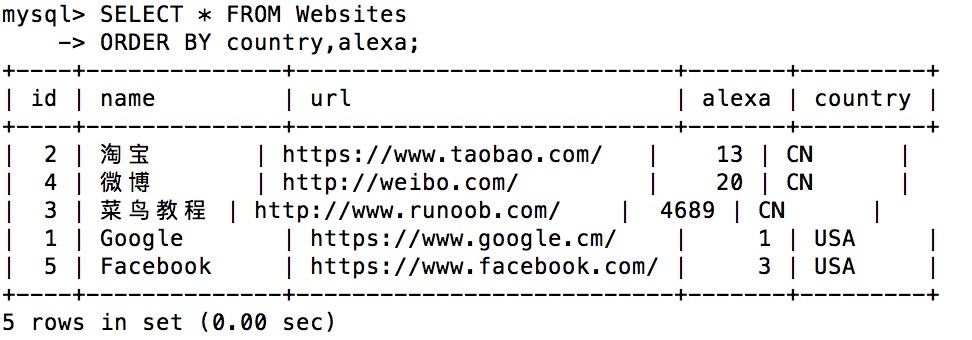 mysql> SELECT * FROM Websites
    -> ORDER BY country,alexa;
+----+--------------+---------------------------+-------+---------+
| id | name         | url                       | alexa | country |
+----+--------------+---------------------------+-------+---------+
|  2 | 淘宝       | https://www.taobao.com/   |    13 | CN      |
|  4 | 微博       | http://weibo.com/         |    20 | CN      |
|  3 | 菜鸟教程 | http://www.runoob.com/    |  4689 | CN      |
|  1 | Google       | https://www.google.cm/    |     1 | USA     |
|  5 | Facebook     | https://www.facebook.com/ |     3 | USA     |
+----+--------------+---------------------------+-------+---------+
5 rows in set (0.00 sec)